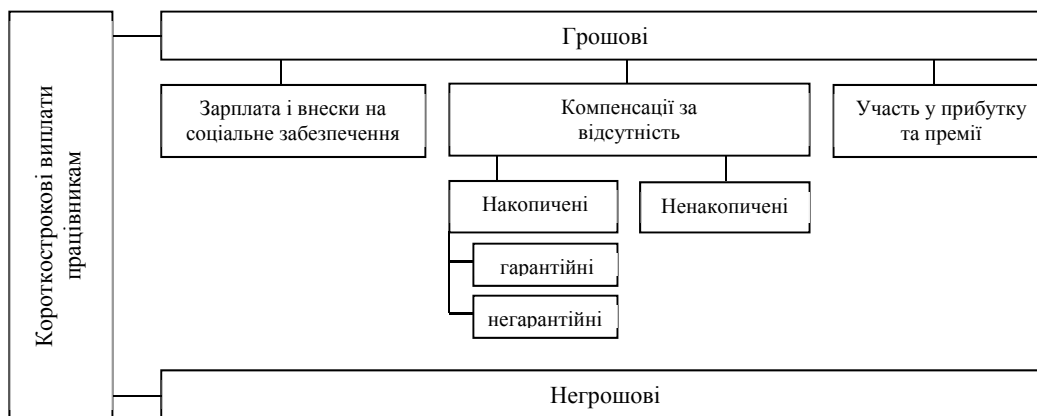 Короткострокові виплати
працівникам
Грошові
Зарплата і внески на
соціальне забезпечення
Компенсації за
відсутність
Участь у прибутку
та премії
Накопичені
Ненакопичені
гарантійні
негарантійні
Негрошові